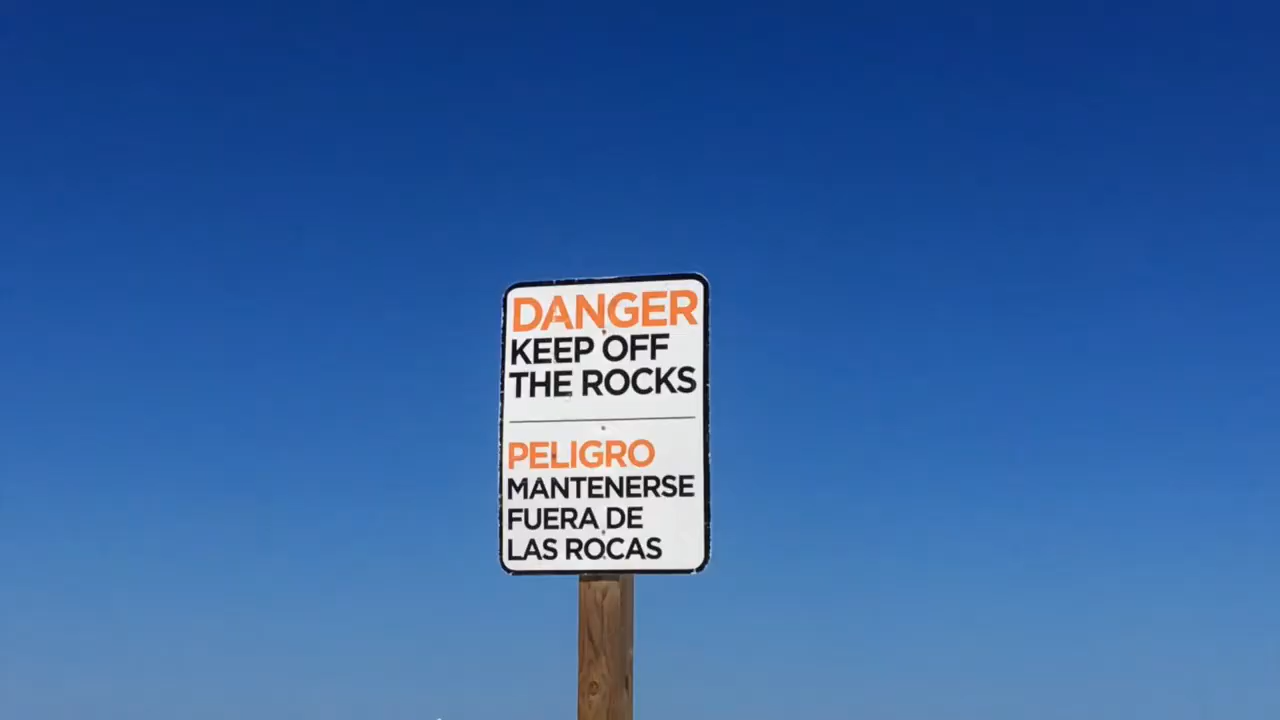 DANGER
KEEP OFF
THE ROCKS
PELIGRO
MANTENERSE
FUERA DE
LAS ROCAS